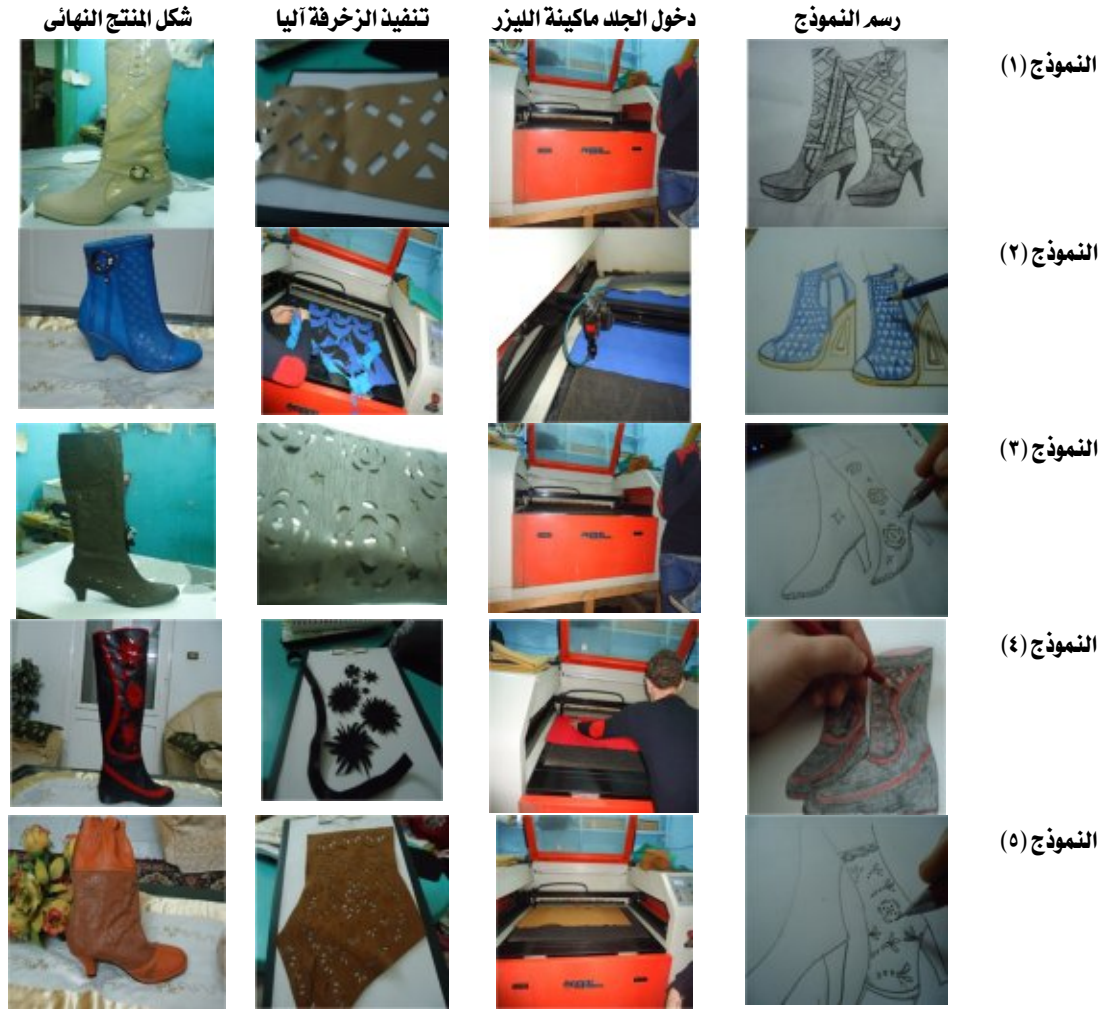 رسم النموذج
دخول الجلد ماكينة الليزر
تنفيذ الزخرفة آليا
شكل المنتج النهائى
النموذج (١)
النموذج (٢)
النموذج (٣)
النموذج (٤)
النموذج (٥)